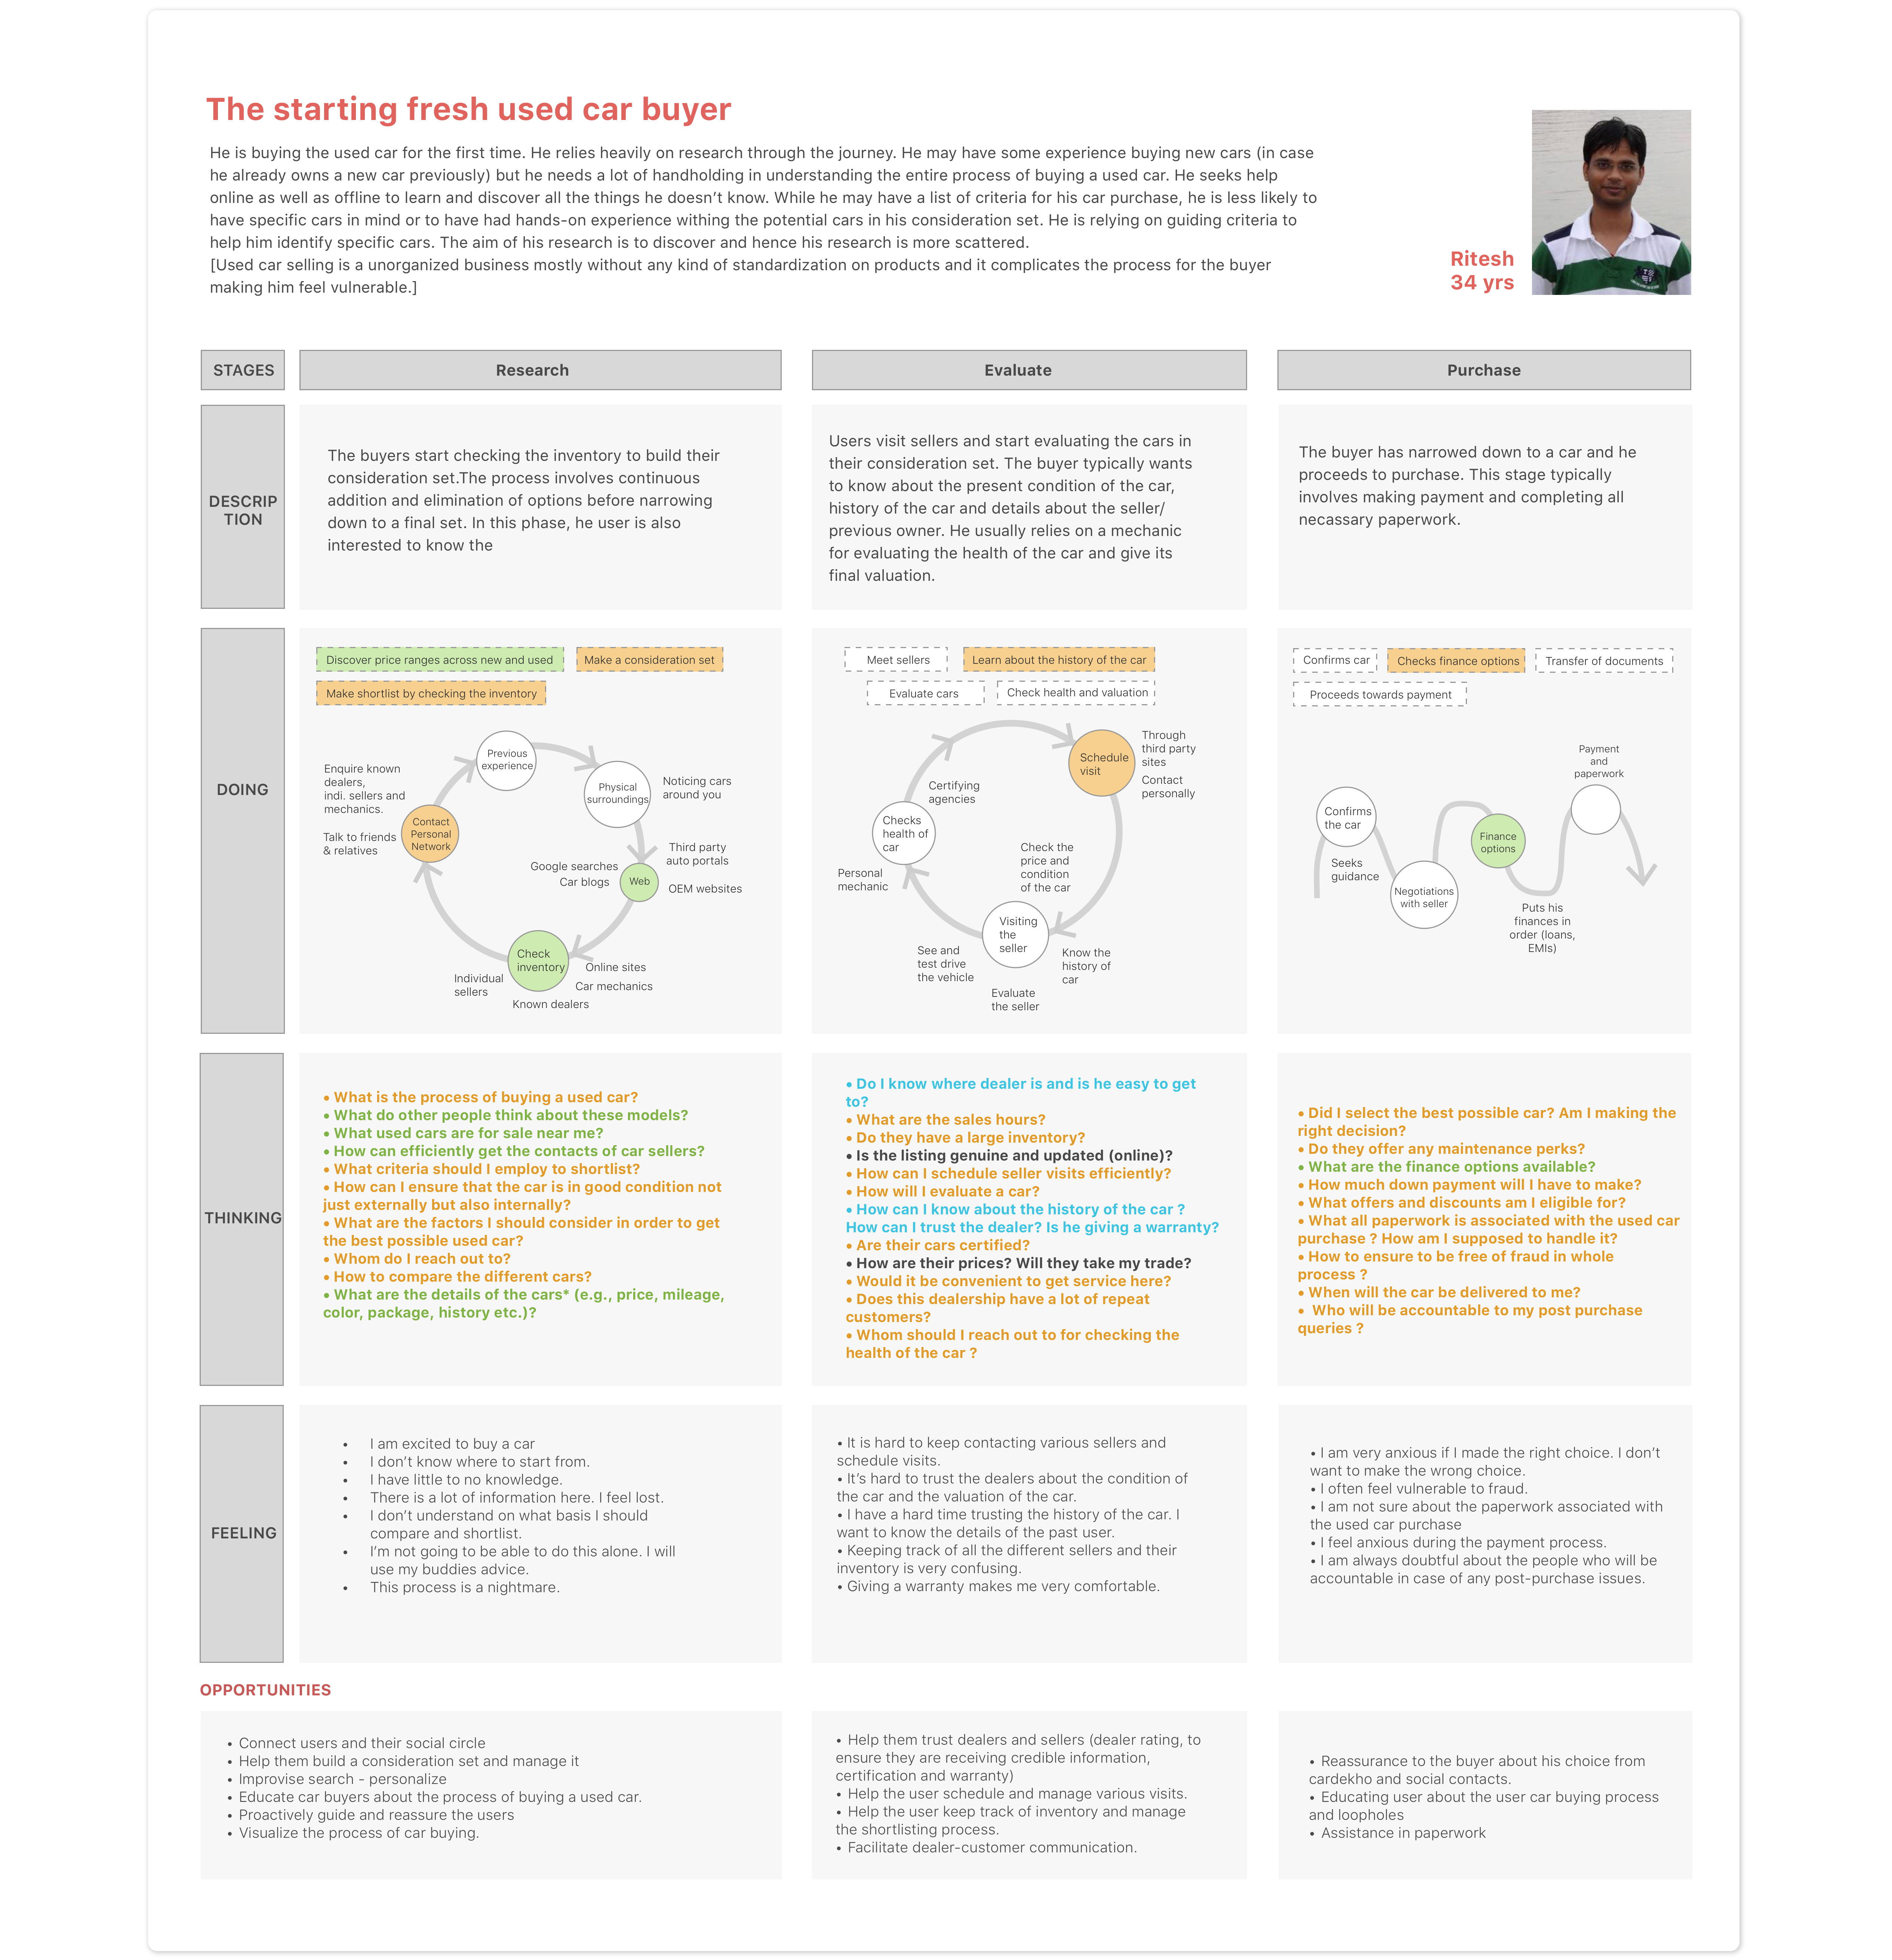 The starting fresh used car buyer
He is buying the used car for the first time. He relies heavily on research through the journey. He may have some experience buying new cars (in case
he already owns a new car previously) but he needs a lot of handholding in understanding the entire process of buying a used car. He seeks help
online as well as offline to learn and discover all the things he doesn't know. While he may have a list of criteria for his car purchase, he is less likely to
have specific cars in mind or to have had hands-on experience withing the potential cars in his consideration set. He is relying on guiding criteria to
help him identify specific cars. The aim of his research is to discover and hence his research is more scattered.
[Used car selling is a unorganized business mostly without any kind of standardization on products and it complicates the process for the buyer
making him feel vulnerable.]
Ritesh
34 yrs
STAGES
Research
Evaluate
Purchase
DESCRIP
TION
The buyers start checking the inventory to build their
consideration set.The process involves continuous
addition and elimination of options before narrowing
down to a final set. In this phase, he user is also
interested to know the
Users visit sellers and start evaluating the cars in
their consideration set. The buyer typically wants
to know about the present condition of the car,
history of the car and details about the seller/
previous owner. He usually relies on a mechanic
for evaluating the health of the car and give its
final valuation.
The buyer has narrowed down to a car and he
proceeds to purchase. This stage typically
involves making payment and completing all
necassary paperwork.
DOING
Discover price ranges across new and used
Make a consideration set
Make shortlist by checking the inventory
Previous
experience
Physical
surroundings
Noticing cars
around you
Enquire known
dealers,
indi. sellers and
mechanics.
Talk to friends
& relatives
Contact
Personal
Network
Third party
auto portals
Google searches
Car blogs
Web
OEM websites
Check
inventory
Individual
sellers
Online sites
Car mechanics
Known dealers
Meet sellers
Learn about the history of the car
Evaluate cars
Check health and valuation
Schedule
visit
Through
third party
sites
Contact
personally
Certifying
agencies
Checks
health of
car
Personal
mechanic
Check the
price and
condition
of the car
Visiting
the
seller
See and
test drive
the vehicle
Know the
history of
car
Evaluate
the seller
Confirms car
Checks finance options
Transfer of documents
Proceeds towards payment
Payment
and
paperwork
Confirms
the car
Seeks
guidance
Negotiations
with seller
Finance
options
Puts his
finances in
order (loans,
EMIs)
THINKING
• What is the process of buying a used car?
• What do other people think about these models?
• What used cars are for sale near me?
• How can efficiently get the contacts of car sellers?
• What criteria should I employ to shortlist?
• How can I ensure that the car is in good condition not
just externally but also internally?
• What are the factors I should consider in order to get
the best possible used car?
• Whom do I reach out to?
• How to compare the different cars?
• What are the details of the cars* (e.g., price, mileage,
color, package, history etc.)?
• Do I know where dealer is and is he easy to get
to?
• What are the sales hours?
• Do they have a large inventory?
• Is the listing genuine and updated (online)?
• How can I schedule seller visits efficiently?
• How will I evaluate a car?
• How can I know about the history of the car ?
How can I trust the dealer? Is he giving a warranty?
• Are their cars certified?
• How are their prices? Will they take my trade?
• Would it be convenient to get service here?
• Does this dealership have a lot of repeat
customers?
• Whom should I reach out to for checking the
health of the car ?
• Did I select the best possible car? Am I making the
right decision?
• Do they offer any maintenance perks?
• What are the finance options available?
• How much down payment will I have to make?
• What offers and discounts am I eligible for?
• What all paperwork is associated with the used car
purchase ? How am I supposed to handle it?
• How to ensure to be free of fraud in whole
process ?
• When will the car be delivered to me?
• Who will be accountable to my post purchase
queries ?
FEELING
• I am excited to buy a car
• I don't know where to start from.
• I have little to no knowledge.
• There is a lot of information here. I feel lost.
• I don't understand on what basis I should
compare and shortlist.
• I'm not going to be able to do this alone. I will
use my buddies advice.
• This process is a nightmare.
• It is hard to keep contacting various sellers and
schedule visits.
• It's hard to trust the dealers about the condition of
the car and the valuation of the car.
• I have a hard time trusting the history of the car. I
want to know the details of the past user.
• Keeping track of all the different sellers and their
inventory is very confusing.
• Giving a warranty makes me very comfortable.
• I am very anxious if I made the right choice. I don't
want to make the wrong choice.
• I often feel vulnerable to fraud.
• I am not sure about the paperwork associated with
the used car purchase
• I feel anxious during the payment process.
• I am always doubtful about the people who will be
accountable in case of any post-purchase issues.
OPPORTUNITIES
• Connect users and their social circle
• Help them build a consideration set and manage it
• Improvise search - personalize
• Educate car buyers about the process of buying a used car.
• Proactively guide and reassure the users
• Visualize the process of car buying.
• Help them trust dealers and sellers (dealer rating, to
ensure they are receiving credible information,
certification and warranty)
• Help the user schedule and manage various visits.
• Help the user keep track of inventory and manage
the shortlisting process.
• Facilitate dealer-customer communication.
• Reassurance to the buyer about his choice from
cardekho and social contacts.
• Educating user about the user car buying process
and loopholes
• Assistance in paperwork